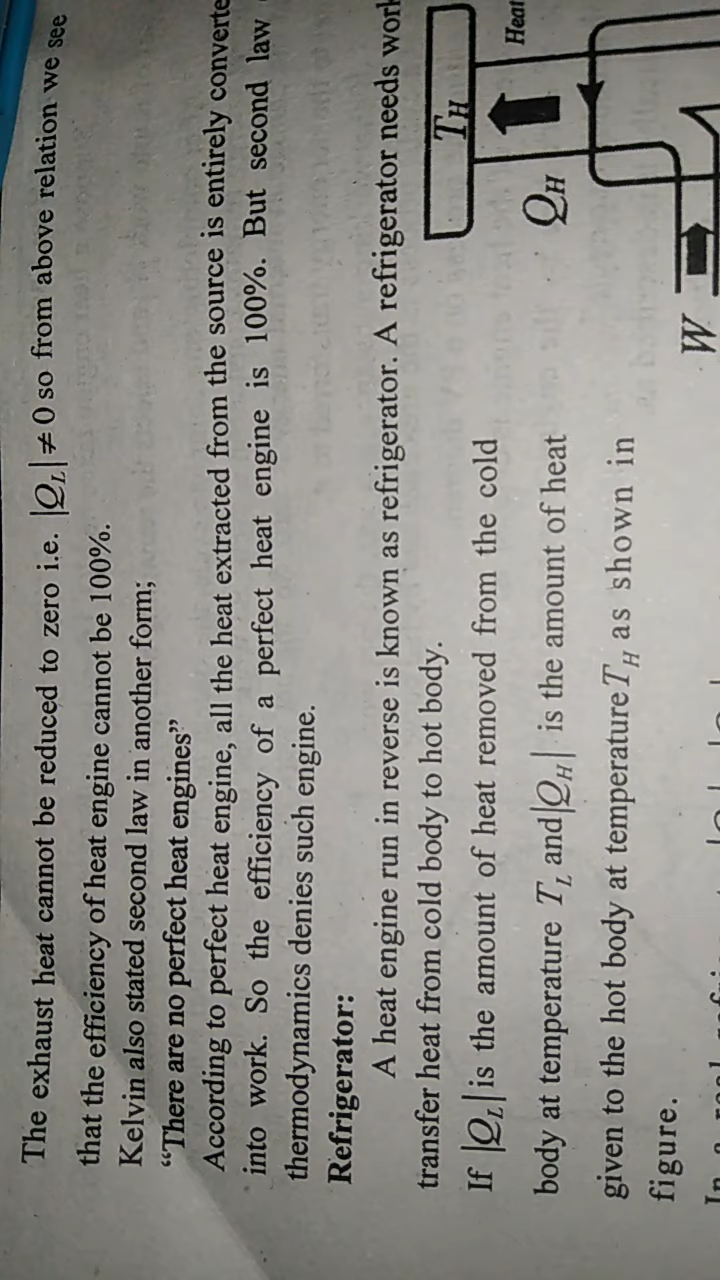 The exhaust heat cannot be reduced to zero i.e. |Q_L| ≠ 0 so from above relation we see
that the efficiency of heat engine cannot be 100%.
Kelvin also stated second law in another form;
“There are no perfect heat engines”
According to perfect heat engine, all the heat extracted from the source is entirely converte
into work. So the efficiency of a perfect heat engine is 100%. But second law
thermodynamics denies such engine.
Refrigerator:
A heat engine run in reverse is known as refrigerator. A refrigerator needs work
transfer heat from cold body to hot body.
If |Q_L| is the amount of heat removed from the cold
body at temperature T_L and |Q_H| is the amount of heat
given to the hot body at temperature T_H as shown in
figure.
T_H
Heat
Q_H
W